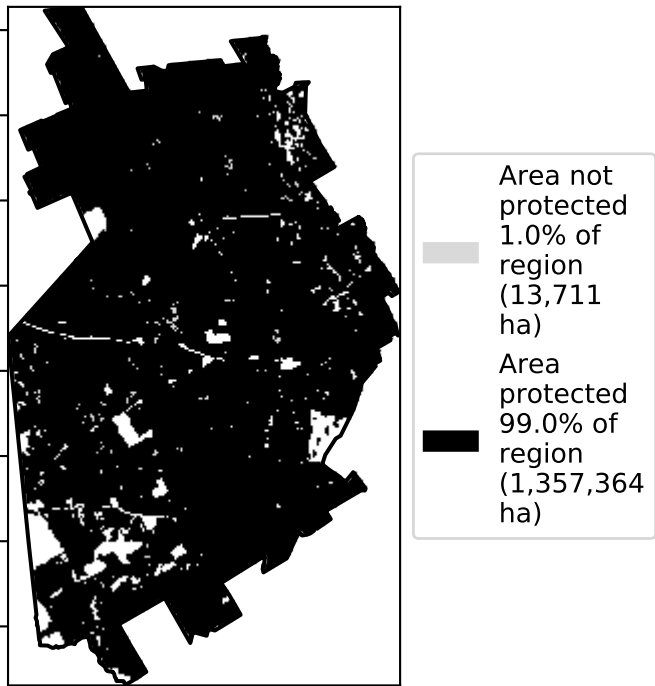 Area not
protected
1.0% of
region
(13,711
ha)
Area
protected
99.0% of
region
(1,357,364
ha)